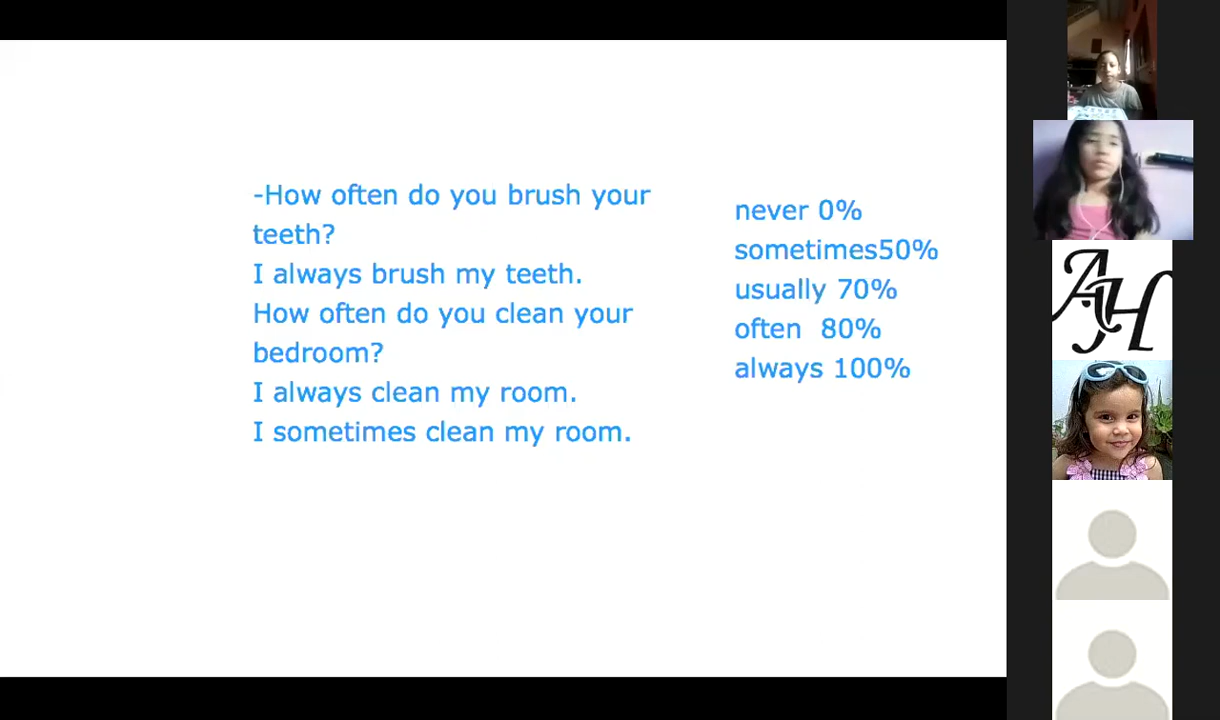 -How often do you brush your
teeth?
I always brush my teeth.
How often do you clean your
bedroom?
I always clean my room.
I sometimes clean my room.
never 0%
sometimes50%
usually 70%
often  80%
always 100%
AJH